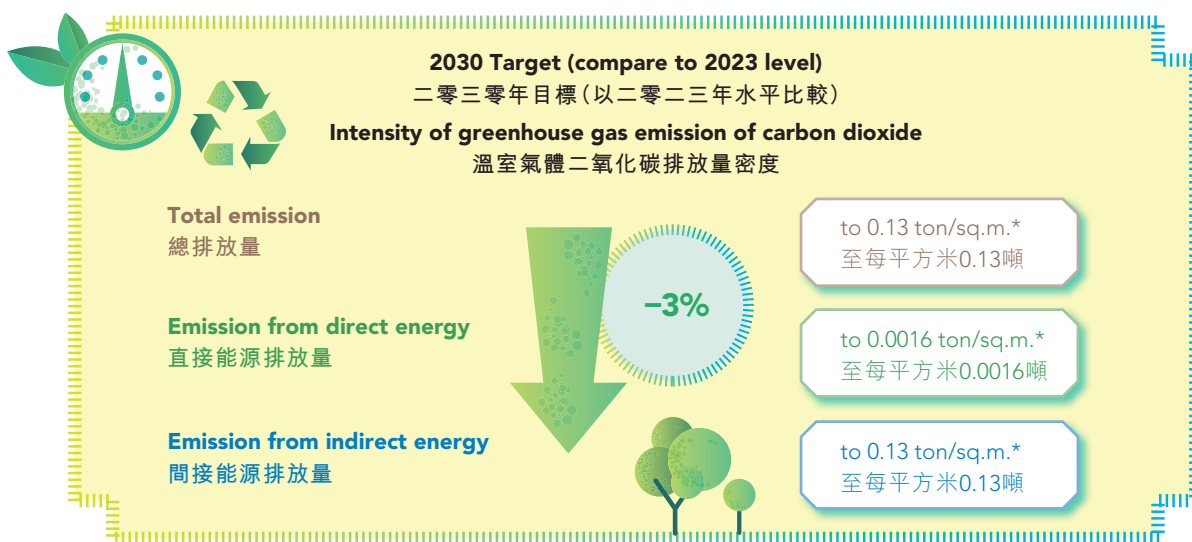 2030 Target (compare to 2023 level)
二零三零年目標（以二零二三年水平比較）
Intensity of greenhouse gas emission of carbon dioxide
溫室氣體二氧化碳排放量密度
Total emission
總排放量
to 0.13 ton/sq.m.*
至每平方米0.13噸
−3%
Emission from direct energy
直接能源排放量
to 0.0016 ton/sq.m.*
至每平方米0.0016噸
Emission from indirect energy
間接能源排放量
to 0.13 ton/sq.m.*
至每平方米0.13噸